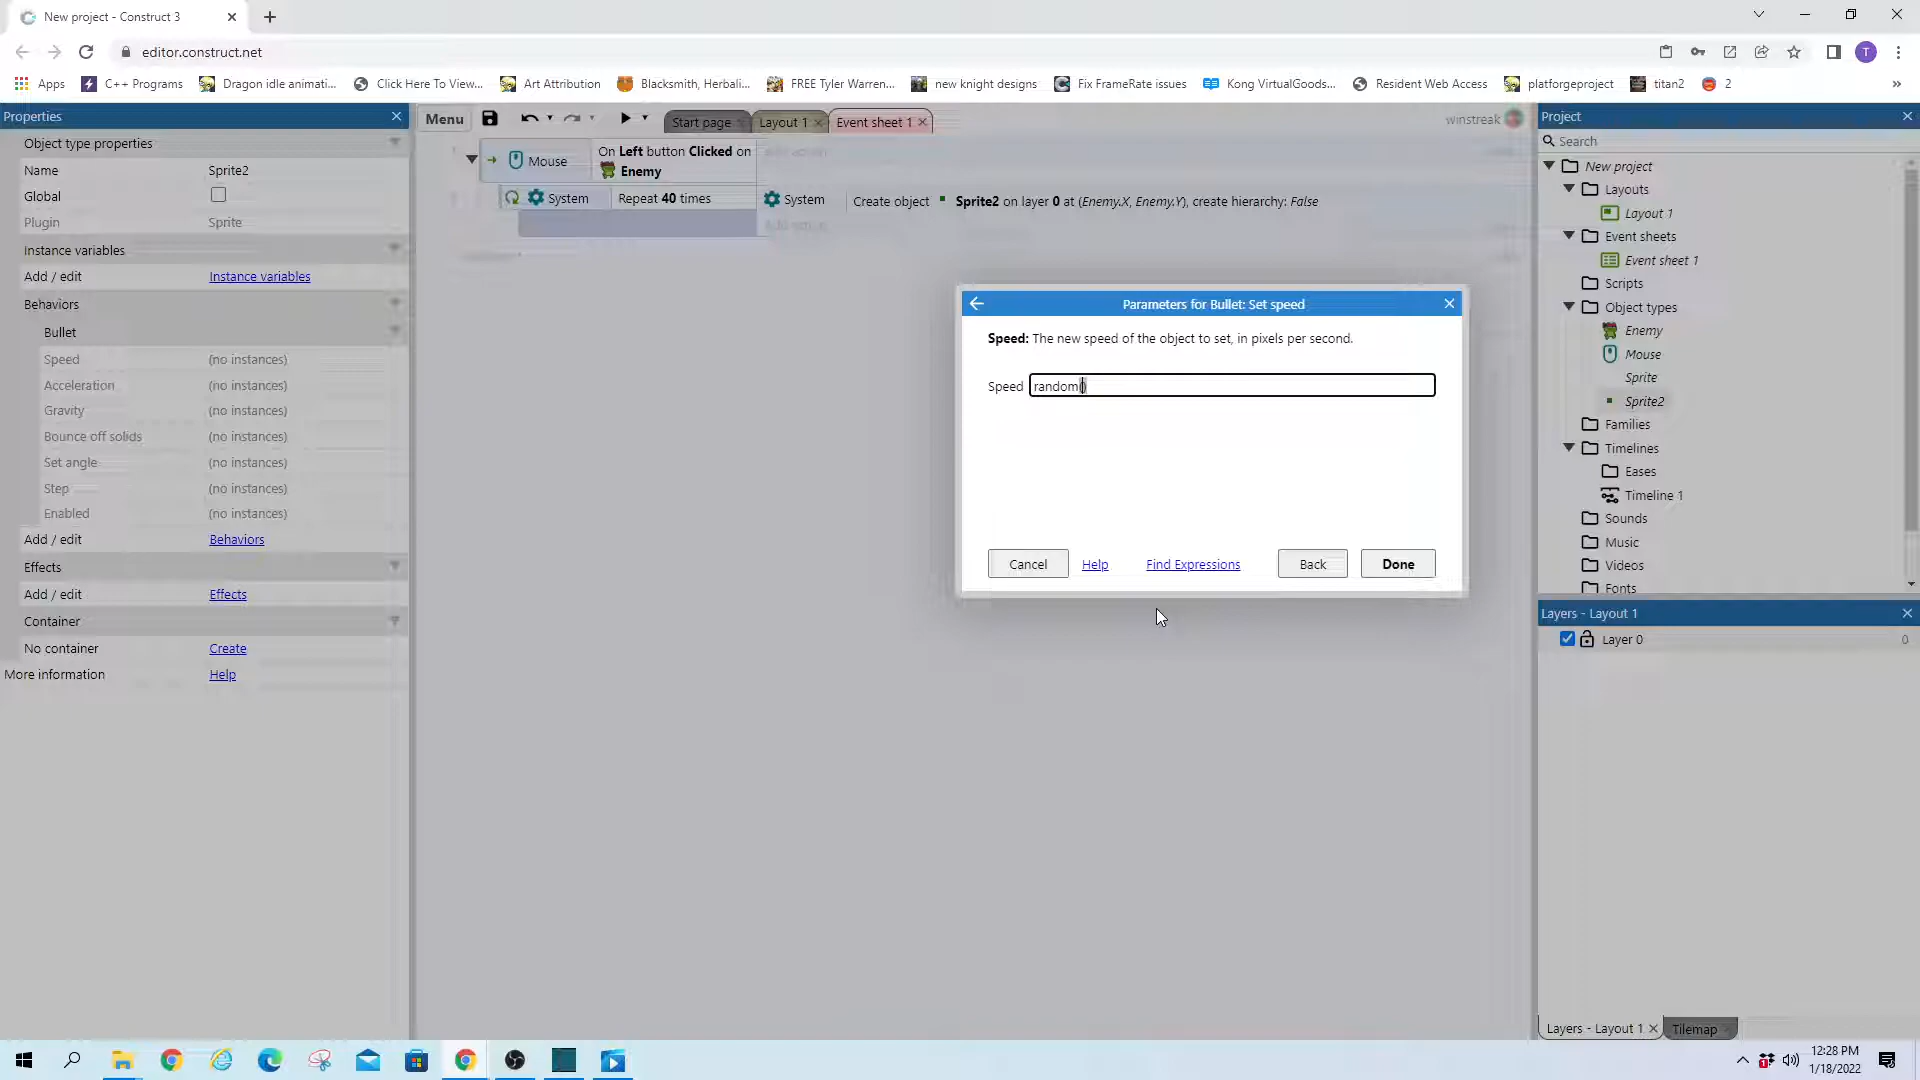 New project - Construct 3
editor.construct.net
Apps
C++ Programs
Dragon idle animati...
Click Here To View...
Art Attribution
Blacksmith, Herbali...
FREE Tyler Warren...
new knight designs
Fix FrameRate issues
Kong VirtualGoods...
Resident Web Access
platforgeproject
titan2
2
Properties
Object type properties
Name Sprite2
Global
Plugin Sprite
Instance variables
Add / edit Instance variables
Behaviors
Bullet
Speed (no instances)
Acceleration (no instances)
Gravity (no instances)
Bounce off solids (no instances)
Set angle (no instances)
Step (no instances)
Enabled (no instances)
Add / edit Behaviors
Effects
Add / edit Effects
Container
No container Create
More information Help
Menu
Start page
Layout 1
Event sheet 1
winstreak
Mouse
On Left button Clicked on
Enemy
System
Repeat 40 times
System
Create object Sprite2 on layer 0 at (Enemy.X, Enemy.Y), create hierarchy: False
Parameters for Bullet: Set speed
Speed: The new speed of the object to set, in pixels per second.
Speed random()
Cancel Help Find Expressions Back Done
Project
Search
New project
Layouts
Layout 1
Event sheets
Event sheet 1
Scripts
Object types
Enemy
Mouse
Sprite
Sprite2
Families
Timelines
Eases
Timeline 1
Sounds
Music
Videos
Fonts
Layers - Layout 1
Layer 0 0
Layers - Layout 1
Tilemap
T
12:28 PM
1/18/2022